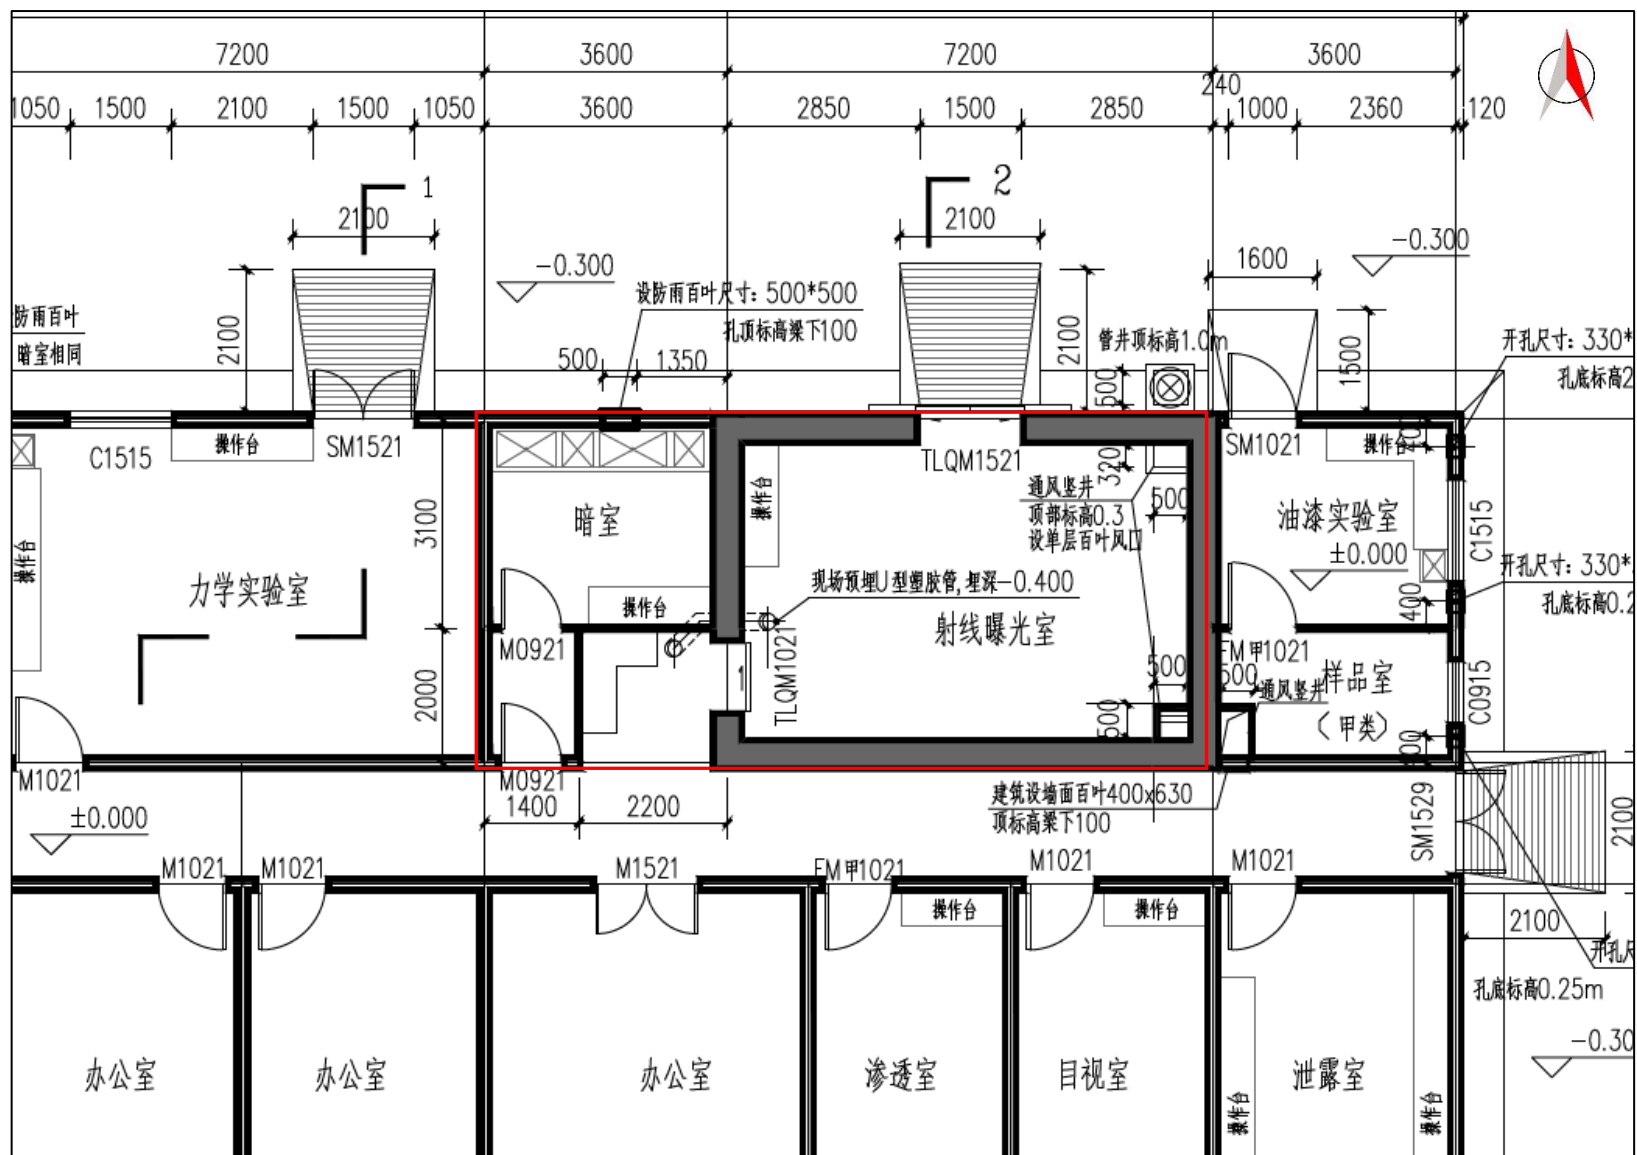 7200
3600
7200
3600
240
1050
1500
2100
1500
1050
3600
2850
1500
2850
1000
2360
120
1
2
2100
2100
-0.300
-0.300
1600
设防雨百叶尺寸：500*500
孔顶标高梁下100
防雨百叶
暗室相同
2100
2100
管井顶标高1.0m
1500
开孔尺寸：330*
孔底标高2
500
1350
500
操作台
C1515
SM1521
TLQM1521
SM1021
操作台
320
通风竖井
顶部标高0.3
设单层百叶风口
500
操作台
暗室
3100
油漆实验室
±0.000
C1515
操作台
力学实验室
现场预埋U型塑胶管,埋深-0.400
操作台
射线曝光室
开孔尺寸：330*
孔底标高0.2
400
M0921
TLQM1021
FM甲1021
500
500
通风竖井
样品室
（甲类）
C0915
2000
500
M1021
M0921
1400
2200
建筑设墙面百叶400x630
顶标高梁下100
±0.000
SM1529
2100
M1021
M1021
M1521
FM甲1021
M1021
M1021
操作台
操作台
2100
开孔尺
孔底标高0.25m
-0.30
办公室
办公室
办公室
渗透室
目视室
泄露室
操作台
操作台